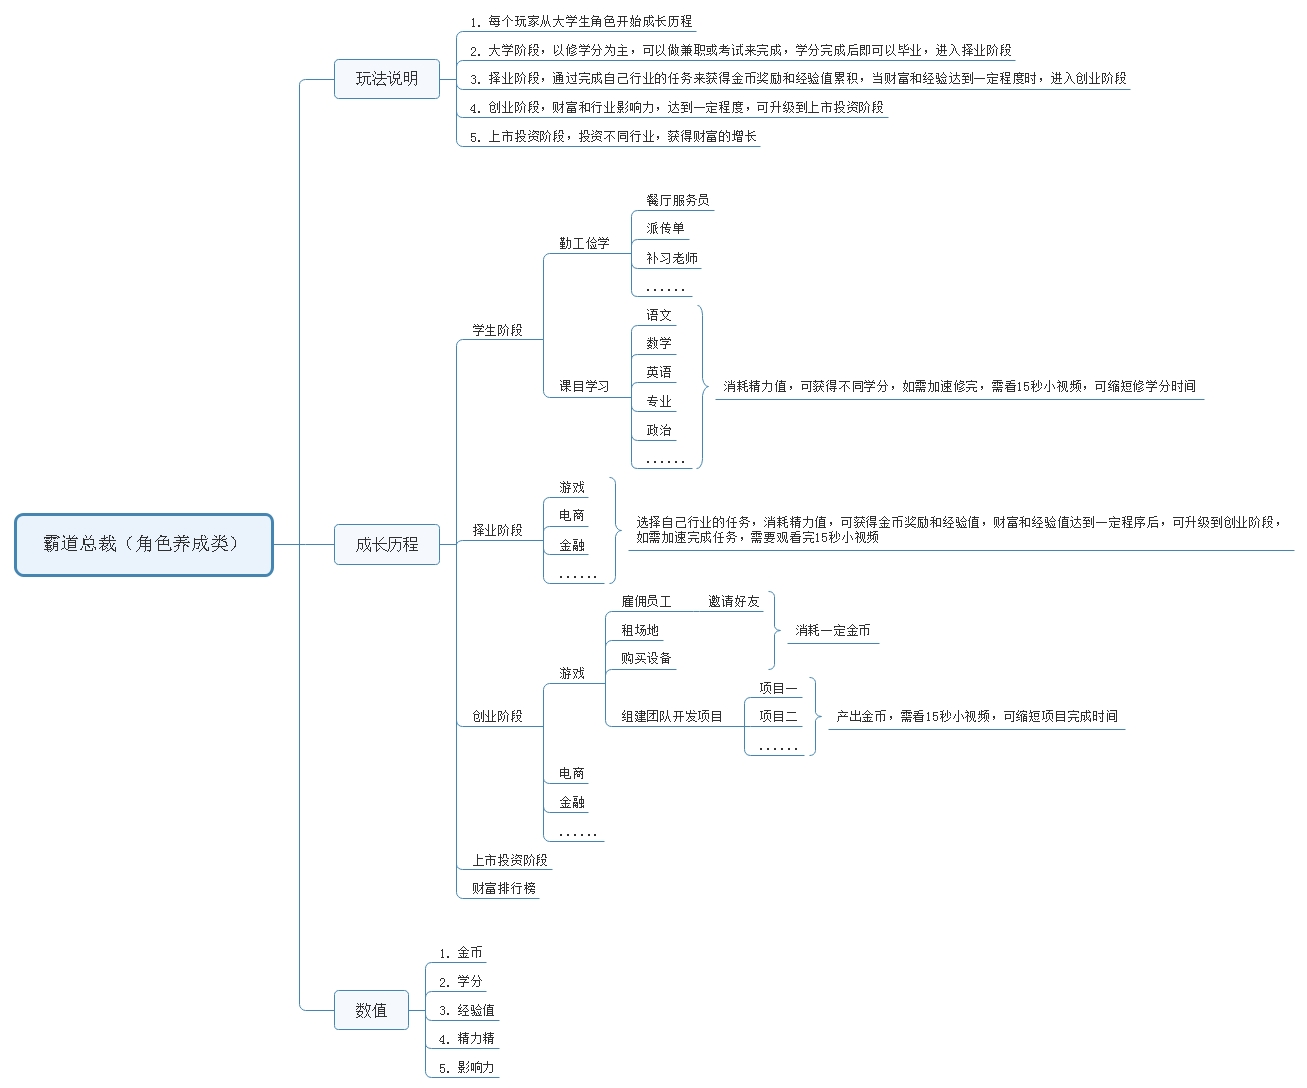 霸道总裁（角色养成类）
玩法说明
1. 每个玩家从大学生角色开始成长历程
2. 大学阶段，以修学分为主，可以做兼职或考试来完成，学分完成后即可以毕业，进入择业阶段
3. 择业阶段，通过完成自己行业的任务来获得金币奖励和经验值累积，当财富和经验达到一定程度时，进入创业阶段
4. 创业阶段，财富和行业影响力，达到一定程度，可升级到上市投资阶段
5. 上市投资阶段，投资不同行业，获得财富的增长
成长历程
学生阶段
勤工俭学
餐厅服务员
派传单
补习老师
......
课目学习
语文
数学
英语
专业
政治
......
消耗精力值，可获得不同学分，如需加速修完，需看15秒小视频，可缩短修学分时间
择业阶段
游戏
电商
金融
......
选择自己行业的任务，消耗精力值，可获得金币奖励和经验值，财富和经验值达到一定程序后，可升级到创业阶段，
如需加速完成任务，需要观看完15秒小视频
创业阶段
游戏
雇佣员工
邀请好友
租场地
购买设备
消耗一定金币
组建团队开发项目
项目一
项目二
......
产出金币，需看15秒小视频，可缩短项目完成时间
电商
金融
......
上市投资阶段
财富排行榜
数值
1. 金币
2. 学分
3. 经验值
4. 精力精
5. 影响力